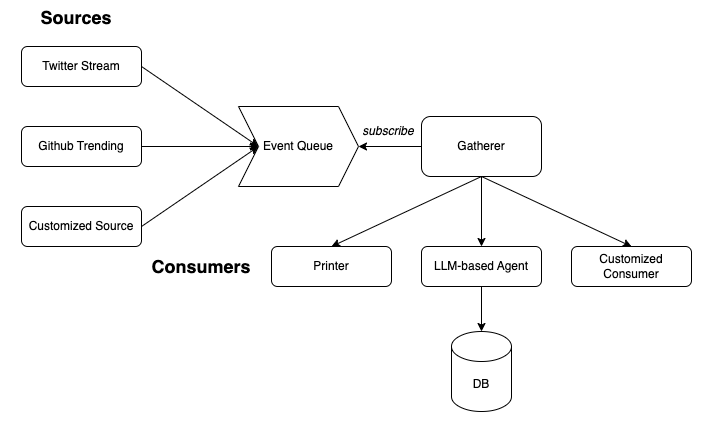 Sources
Twitter Stream
Github Trending
Customized Source
Event Queue
subscribe
Gatherer
Consumers
Printer
LLM-based Agent
Customized
Consumer
DB